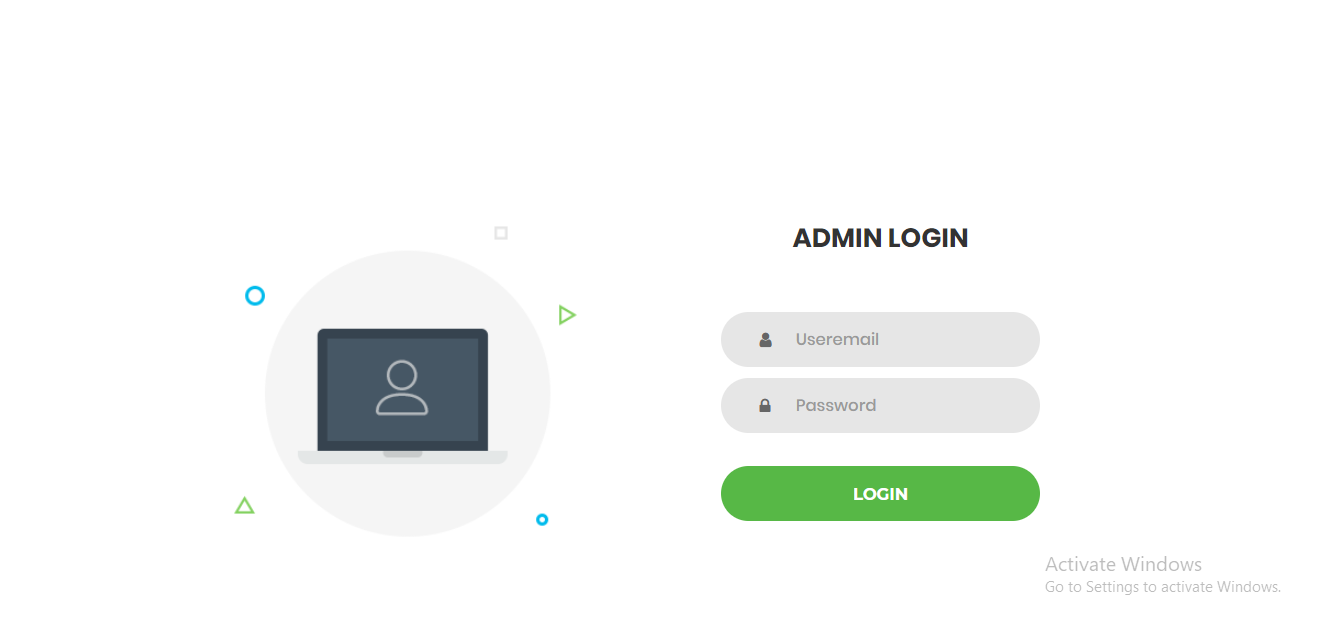 ADMIN LOGIN
Useremail
Password
LOGIN
Activate Windows
Go to Settings to activate Windows.